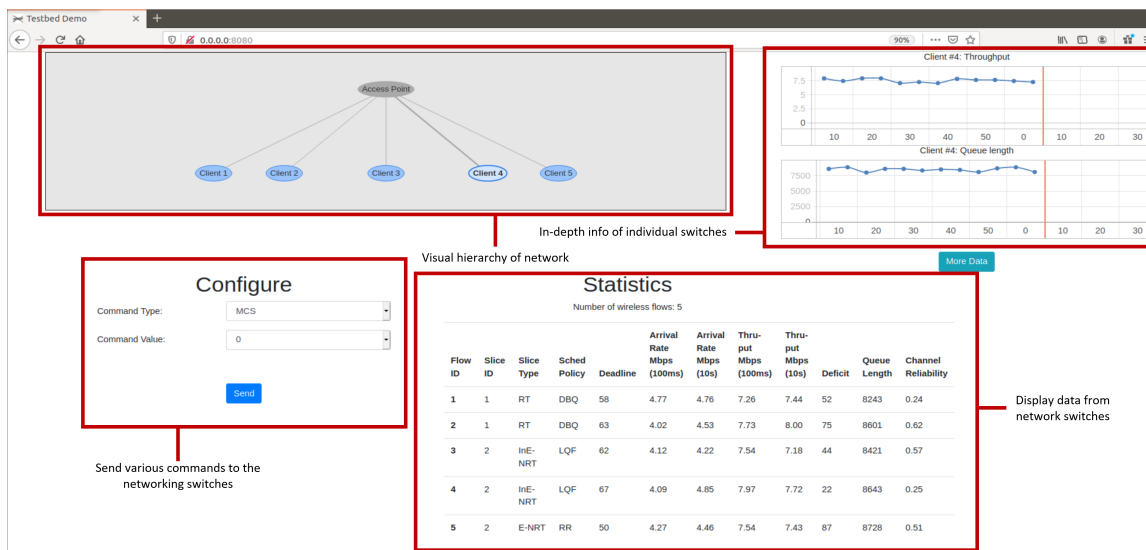 Testbed Demo
0.0.0.0:8080
90%
Access Point
Client 1
Client 2
Client 3
Client 4
Client 5
Client #4: Throughput
7.5
5
2.5
0
10 20 30 40 50 0 10 20 30
Client #4: Queue length
7500
5000
2500
0
10 20 30 40 50 0 10 20 30
In-depth info of individual switches
Visual hierarchy of network
More Data
Configure
Command Type: MCS
Command Value: 0
Send
Send various commands to the
networking switches
Statistics
Number of wireless flows: 5
Flow ID Slice ID Slice Type Sched Policy Deadline Arrival Rate Mbps (100ms) Arrival Rate Mbps (10s) Thru-put Mbps (100ms) Thru-put Mbps (10s) Deficit Queue Length Channel Reliability
1 1 RT DBQ 58 4.77 4.76 7.26 7.44 52 8243 0.24
2 1 RT DBQ 63 4.02 4.53 7.73 8.00 75 8601 0.62
3 2 InE-NRT LQF 62 4.12 4.22 7.54 7.18 44 8421 0.57
4 2 InE-NRT LQF 67 4.09 4.85 7.97 7.72 22 8643 0.25
5 2 E-NRT RR 50 4.27 4.46 7.54 7.43 87 8728 0.51
Display data from
network switches